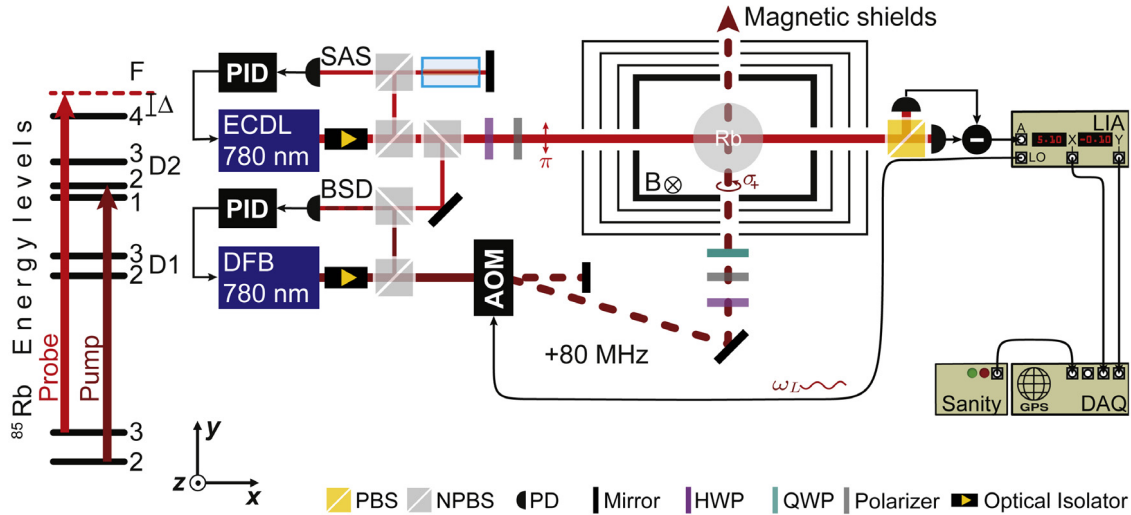 Magnetic shields
F
PID
SAS
Δ
4
ECDL
780 nm
π
Rb
A
LIA
5.10
X
-0.10
Y
LO
3
D2
2
1
PID
BSD
B
σ+
3
D1
2
DFB
780 nm
AOM
+80 MHz
ωL
85Rb Energy levels
Probe
Pump
3
2
Sanity
GPS
DAQ
y
z
x
PBS
NPBS
PD
Mirror
HWP
QWP
Polarizer
Optical Isolator